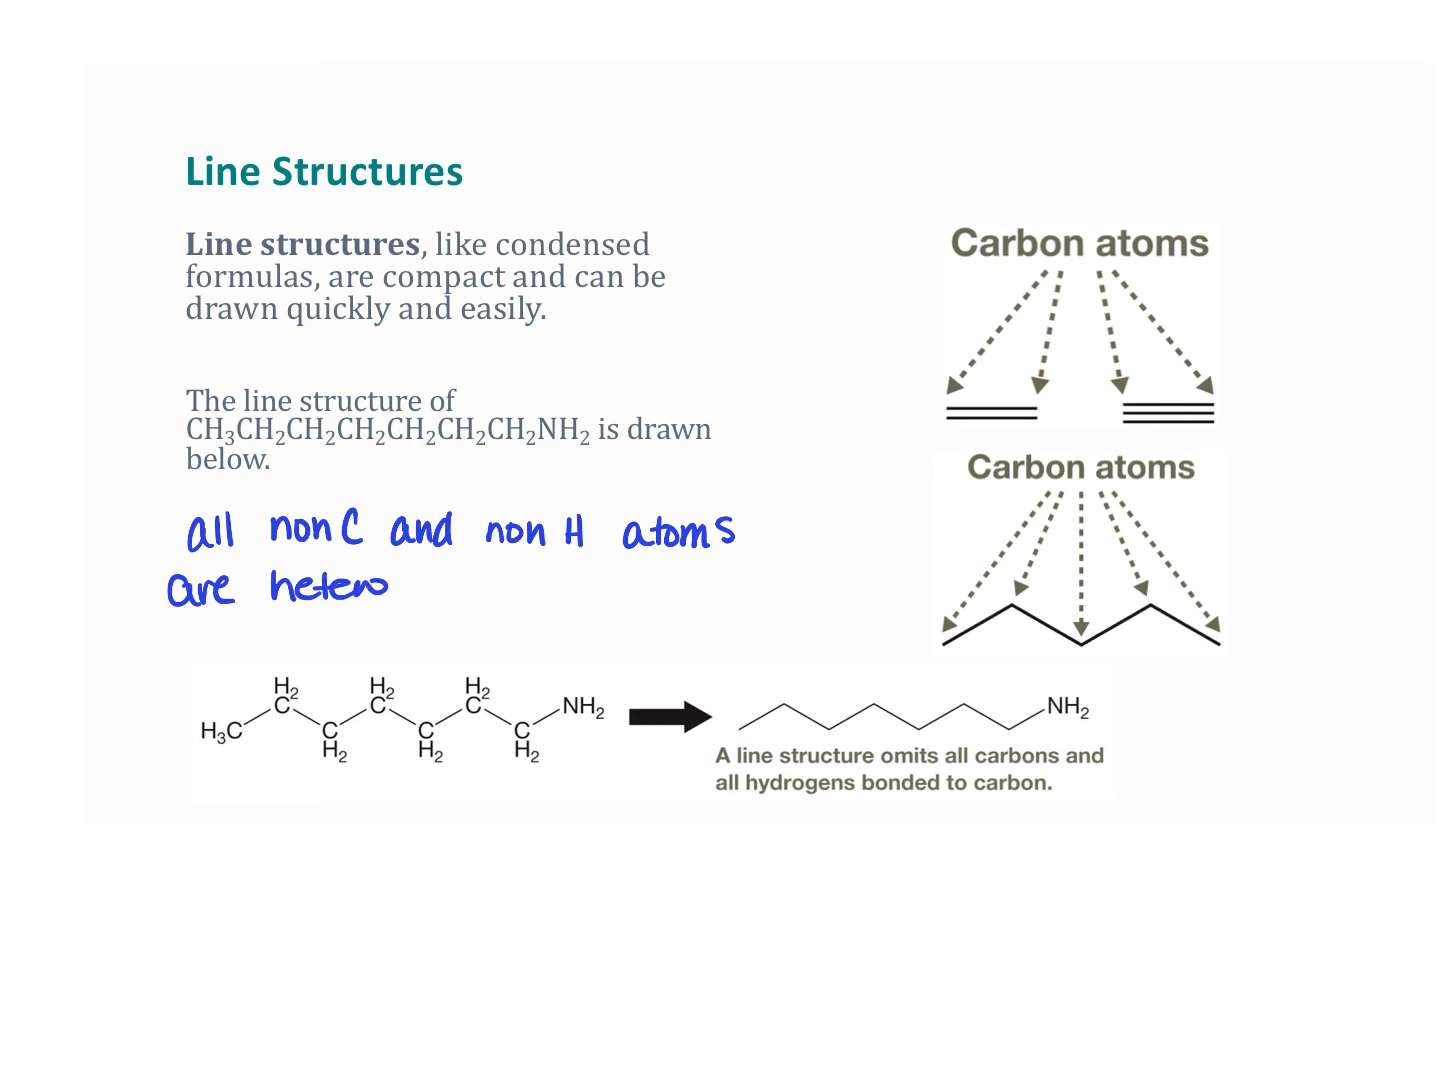 Line Structures
Line structures, like condensed
formulas, are compact and can be
drawn quickly and easily.
The line structure of
CH₃CH₂CH₂CH₂CH₂CH₂CH₂NH₂ is drawn
below.
all non C and non H atoms
are hetero
Carbon atoms
Carbon atoms
H₂ H₂ H₂
C C C NH₂
H₃C C C C
H₂ H₂ H₂
NH₂
A line structure omits all carbons and
all hydrogens bonded to carbon.